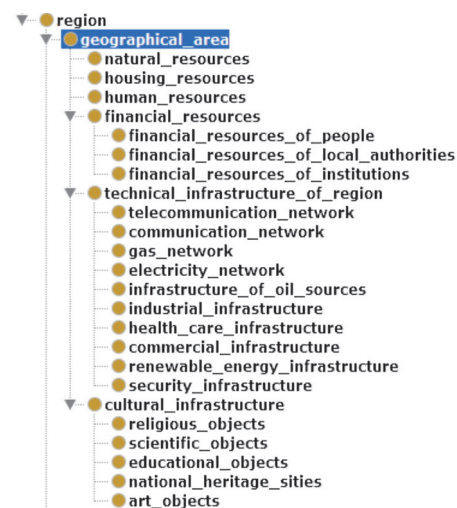 region
geographical_area
natural_resources
housing_resources
human_resources
financial_resources
financial_resources_of_people
financial_resources_of_local_authorities
financial_resources_of_institutions
technical_infrastructure_of_region
telecommunication_network
communication_network
gas_network
electricity_network
infrastructure_of_oil_sources
industrial_infrastructure
health_care_infrastructure
commercial_infrastructure
renewable_energy_infrastructure
security_infrastructure
cultural_infrastructure
religious_objects
scientific_objects
educational_objects
national_heritage_sities
art_objects